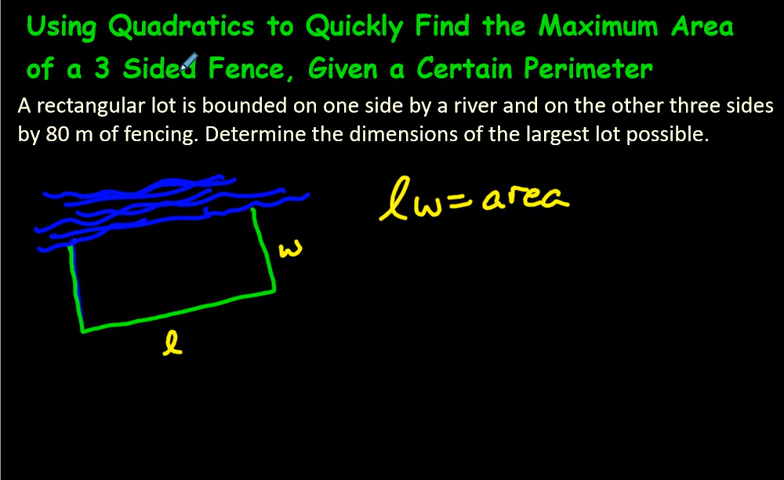 Using Quadratics to Quickly Find the Maximum Area
of a 3 Sided Fence, Given a Certain Perimeter
A rectangular lot is bounded on one side by a river and on the other three sides
by 80 m of fencing. Determine the dimensions of the largest lot possible.
lw = area
w
l